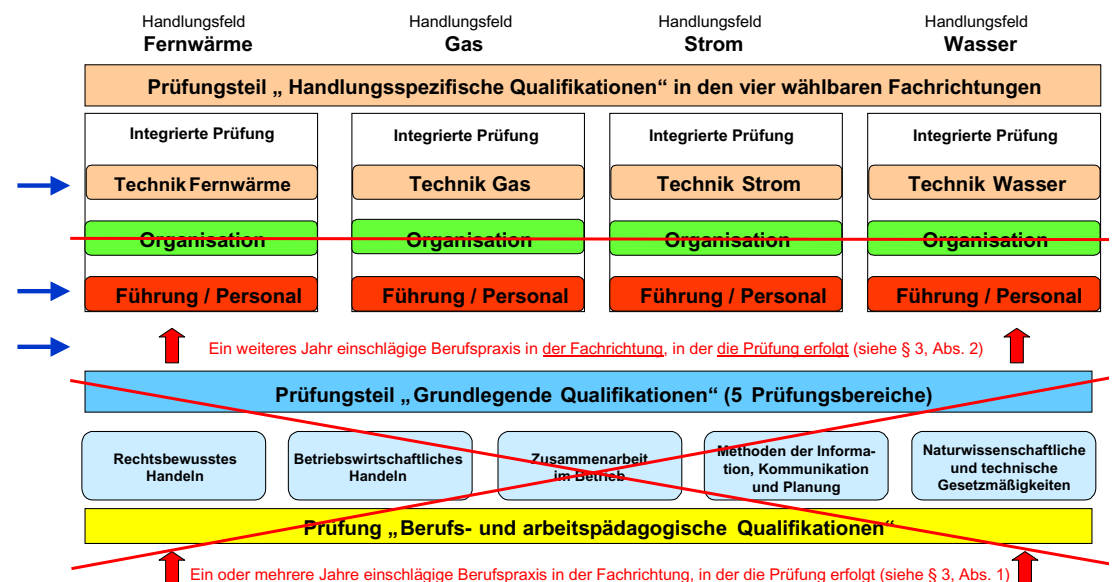 Handlungsfeld
Fernwärme
Handlungsfeld
Gas
Handlungsfeld
Strom
Handlungsfeld
Wasser
Prüfungsteil „ Handlungsspezifische Qualifikationen“ in den vier wählbaren Fachrichtungen
Integrierte Prüfung
Integrierte Prüfung
Integrierte Prüfung
Integrierte Prüfung
Technik Fernwärme
Technik Gas
Technik Strom
Technik Wasser
Organisation
Organisation
Organisation
Organisation
Führung / Personal
Führung / Personal
Führung / Personal
Führung / Personal
Ein weiteres Jahr einschlägige Berufspraxis in der Fachrichtung, in der die Prüfung erfolgt (siehe § 3, Abs. 2)
Prüfungsteil „Grundlegende Qualifikationen“ (5 Prüfungsbereiche)
Rechtsbewusstes
Handeln
Betriebswirtschaftliches
Handeln
Zusammenarbeit
im Betrieb
Methoden der Informa-
tion, Kommunikation
und Planung
Naturwissenschaftliche
und technische
Gesetzmäßigkeiten
Prüfung „Berufs- und arbeitspädagogische Qualifikationen“
Ein oder mehrere Jahre einschlägige Berufspraxis in der Fachrichtung, in der die Prüfung erfolgt (siehe § 3, Abs. 1)